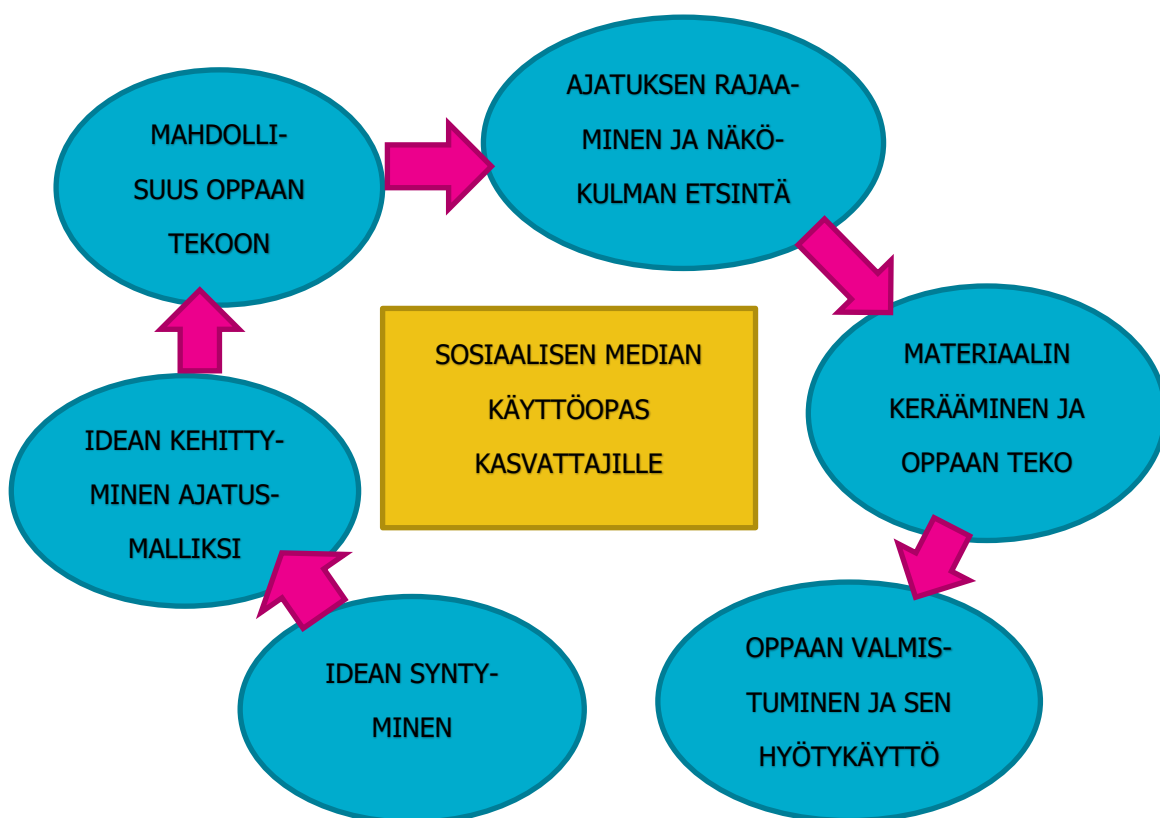 MAHDOLLI-
SUUS OPPAAN
TEKOON
AJATUKSEN RAJAA-
MINEN JA NÄKÖ-
KULMAN ETSINTÄ
SOSIAALISEN MEDIAN
KÄYTTÖOPAS
KASVATTAJILLE
MATERIAALIN
KERÄÄMINEN JA
OPPAAN TEKO
IDEAN KEHITTY-
MINEN AJATUS-
MALLIKSI
IDEAN SYNTY-
MINEN
OPPAAN VALMIS-
TUMINEN JA SEN
HYÖTYKÄYTTÖ